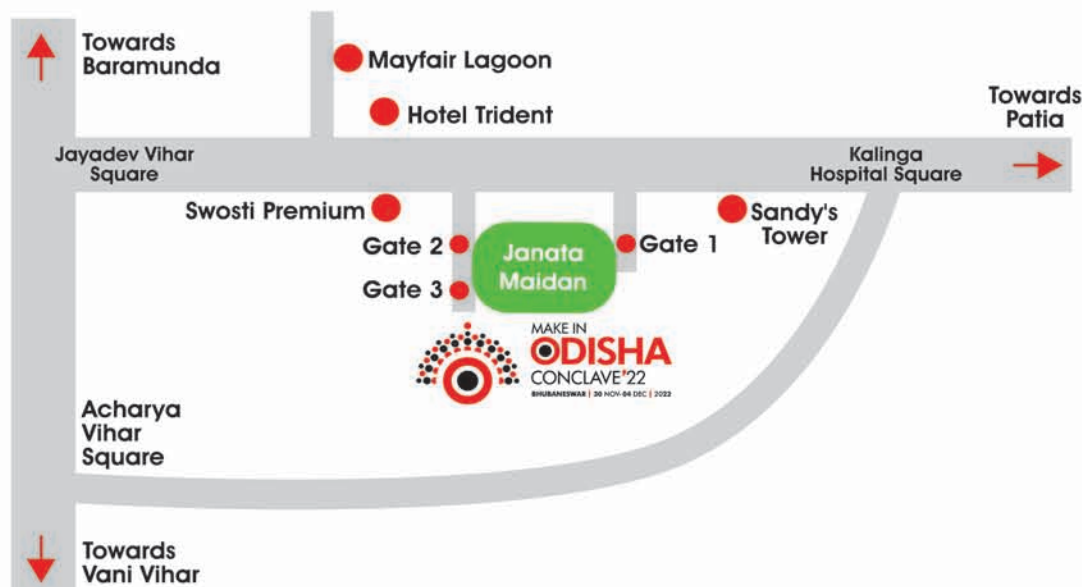 Towards
Baramunda
Mayfair Lagoon
Hotel Trident
Towards
Patia
Jayadev Vihar
Square
Kalinga
Hospital Square
Swosti Premium
Sandy's
Tower
Gate 2
Janata
Maidan
Gate 1
Gate 3
MAKE IN
ODISHA
CONCLAVE'22
BHUBANESWAR | 30 NOV-04 DEC | 2022
Acharya
Vihar
Square
Towards
Vani Vihar